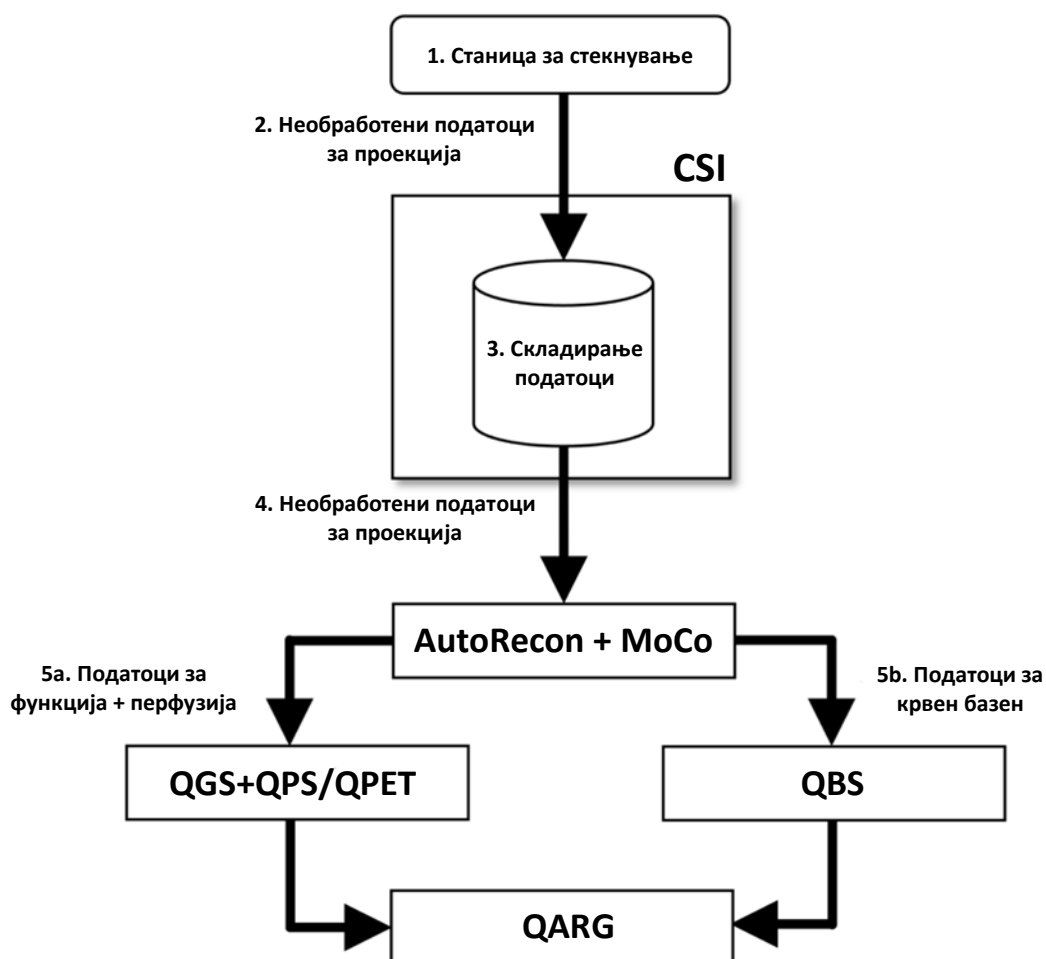 1. Станица за стекнување
2. Необработени податоци
за проекција
CSI
3. Складирање
податоци
4. Необработени податоци
за проекција
AutoRecon + MoCo
5a. Податоци за
функција + перфузија
5b. Податоци за
крвен базен
QGS+QPS/QPET
QBS
QARG